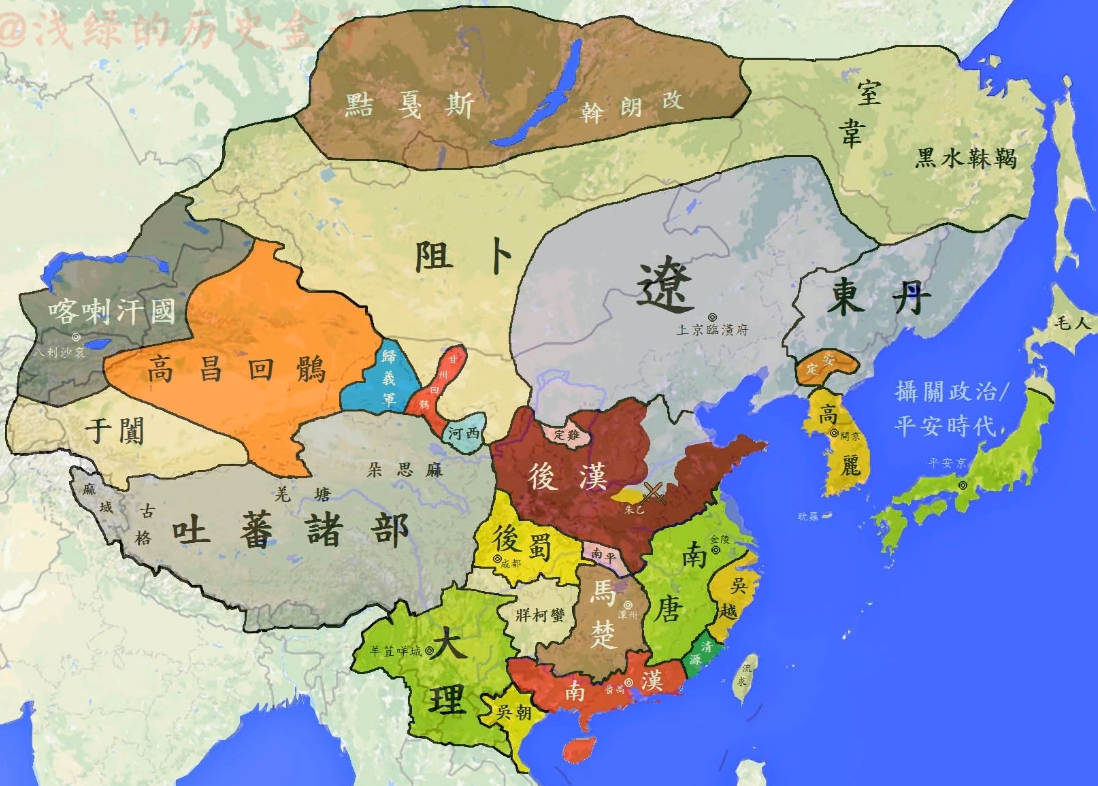 @浅绿的历史盒子
黠戛斯
斡朗改
室韋
黑水靺鞨
阻卜
遼
上京臨潢府
東丹
喀喇汗國
八剌沙袞
高昌回鶻
歸義軍
甘州回鶻
河西
于闐
定安
毛人
高麗
開京
攝關政治/
平安時代
平安京
耽羅
定難
後漢
朱乙
朵思麻
羌塘
麻域
古格
吐蕃諸部
後蜀
成都
南平
南唐
金陵
吳越
馬楚
潭州
牂柯蠻
清源
流求
大理
羊苴咩城
南漢
番禺
吳朝